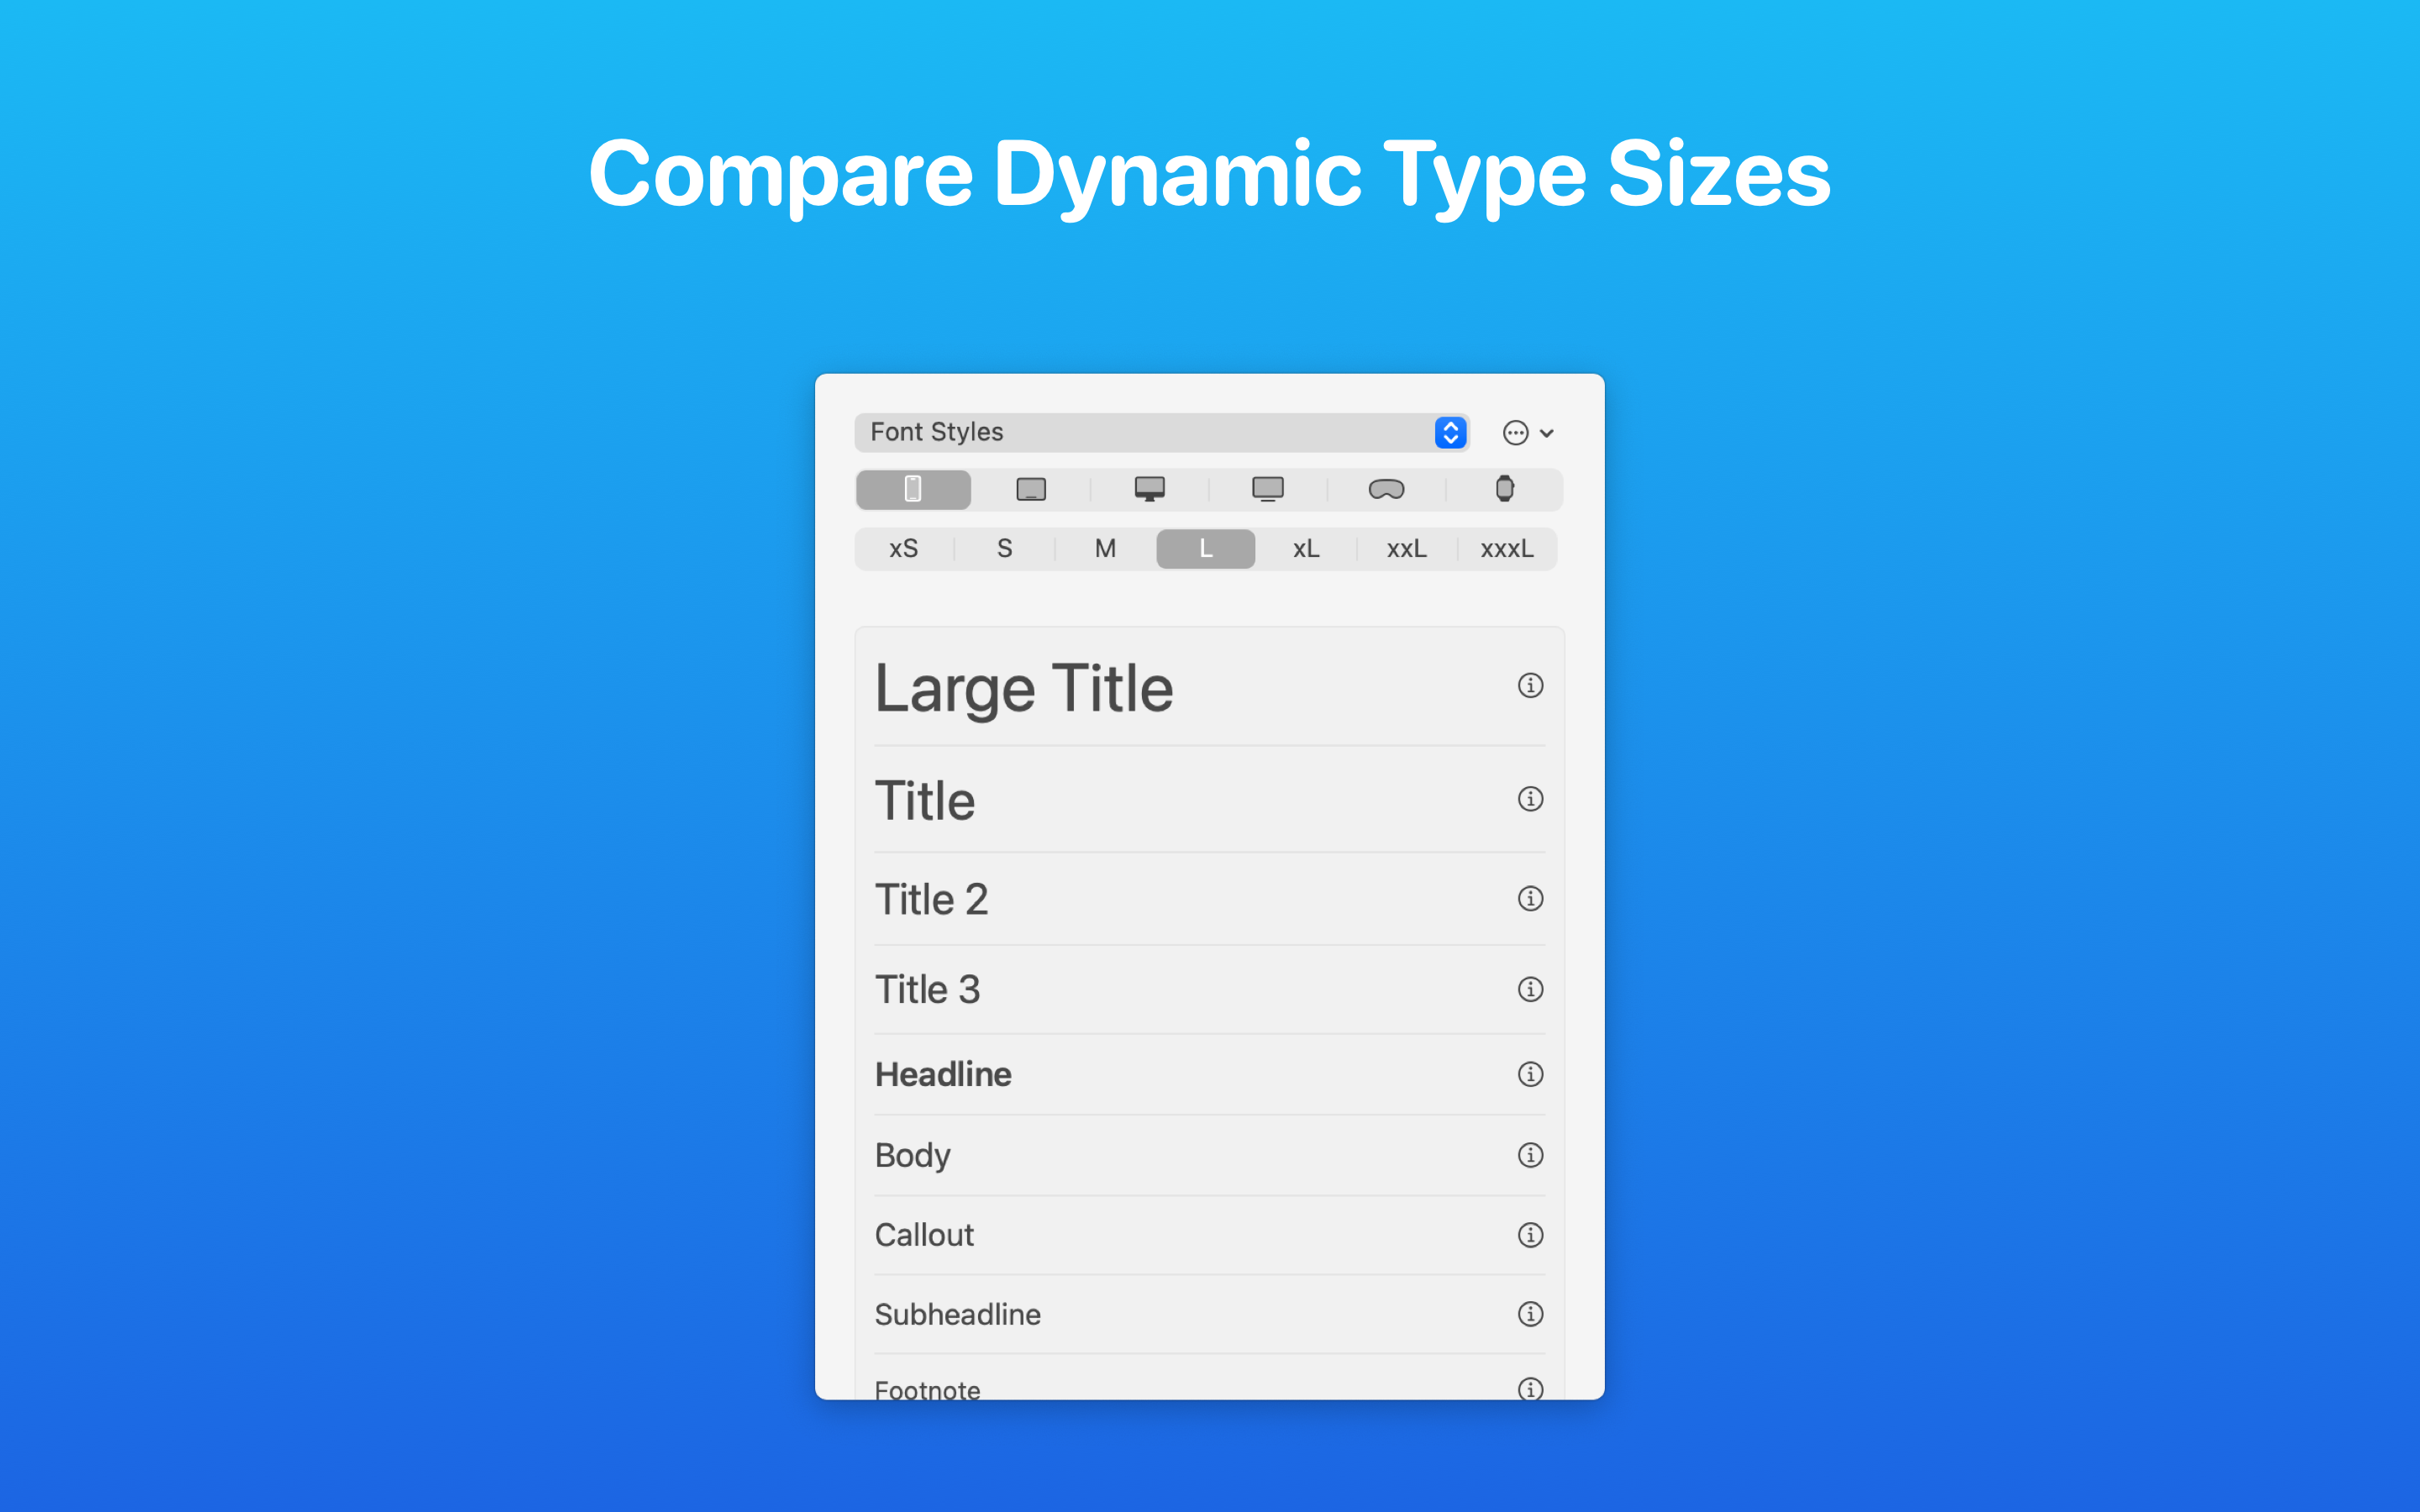 Compare Dynamic Type Sizes
Font Styles
xS S M L xL xxL xxxL
Large Title
Title
Title 2
Title 3
Headline
Body
Callout
Subheadline
Footnote